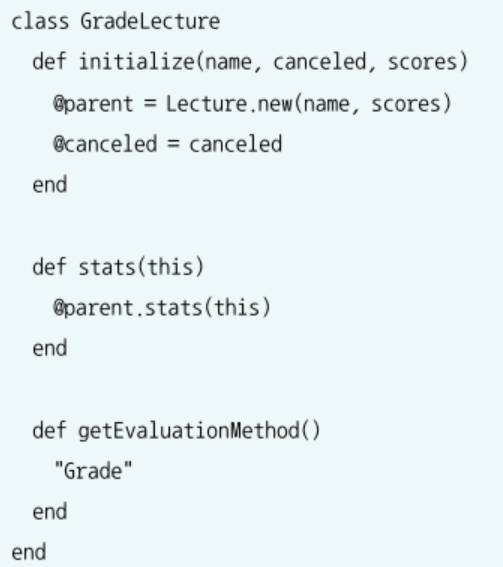 class GradeLecture
def initialize(name, canceled, scores)
@parent = Lecture.new(name, scores)
@canceled = canceled
end
def stats(this)
@parent.stats(this)
end
def getEvaluationMethod()
"Grade"
end
end